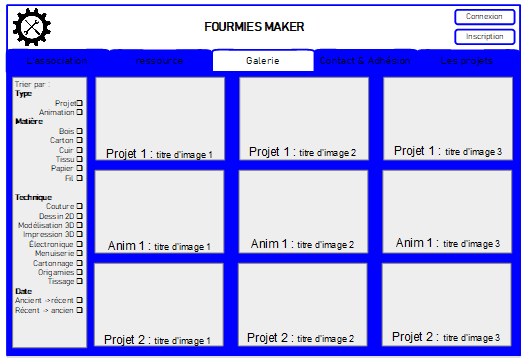 Connexion
FOURMIES MAKER
Inscription
L'association
ressource
Galerie
Contact & Adhésion
Les projets
Trier par :
Type
Projet
Animation
Matière
Bois
Carton
Cuir
Tissu
Papier
Fil
Technique
Couture
Dessin 2D
Modélisation 3D
Impression 3D
Électronique
Menuiserie
Cartonnage
Origamies
Tissage
Date
Ancient ->récent
Récent -> ancien
Projet 1 : titre d'image 1
Projet 1 : titre d'image 2
Projet 1 : titre d'image 3
Anim 1 : titre d'image 1
Anim 1 : titre d'image 2
Anim 1 : titre d'image 3
Projet 2 : titre d'image 1
Projet 2 : titre d'image 2
Projet 2 : titre d'image 3